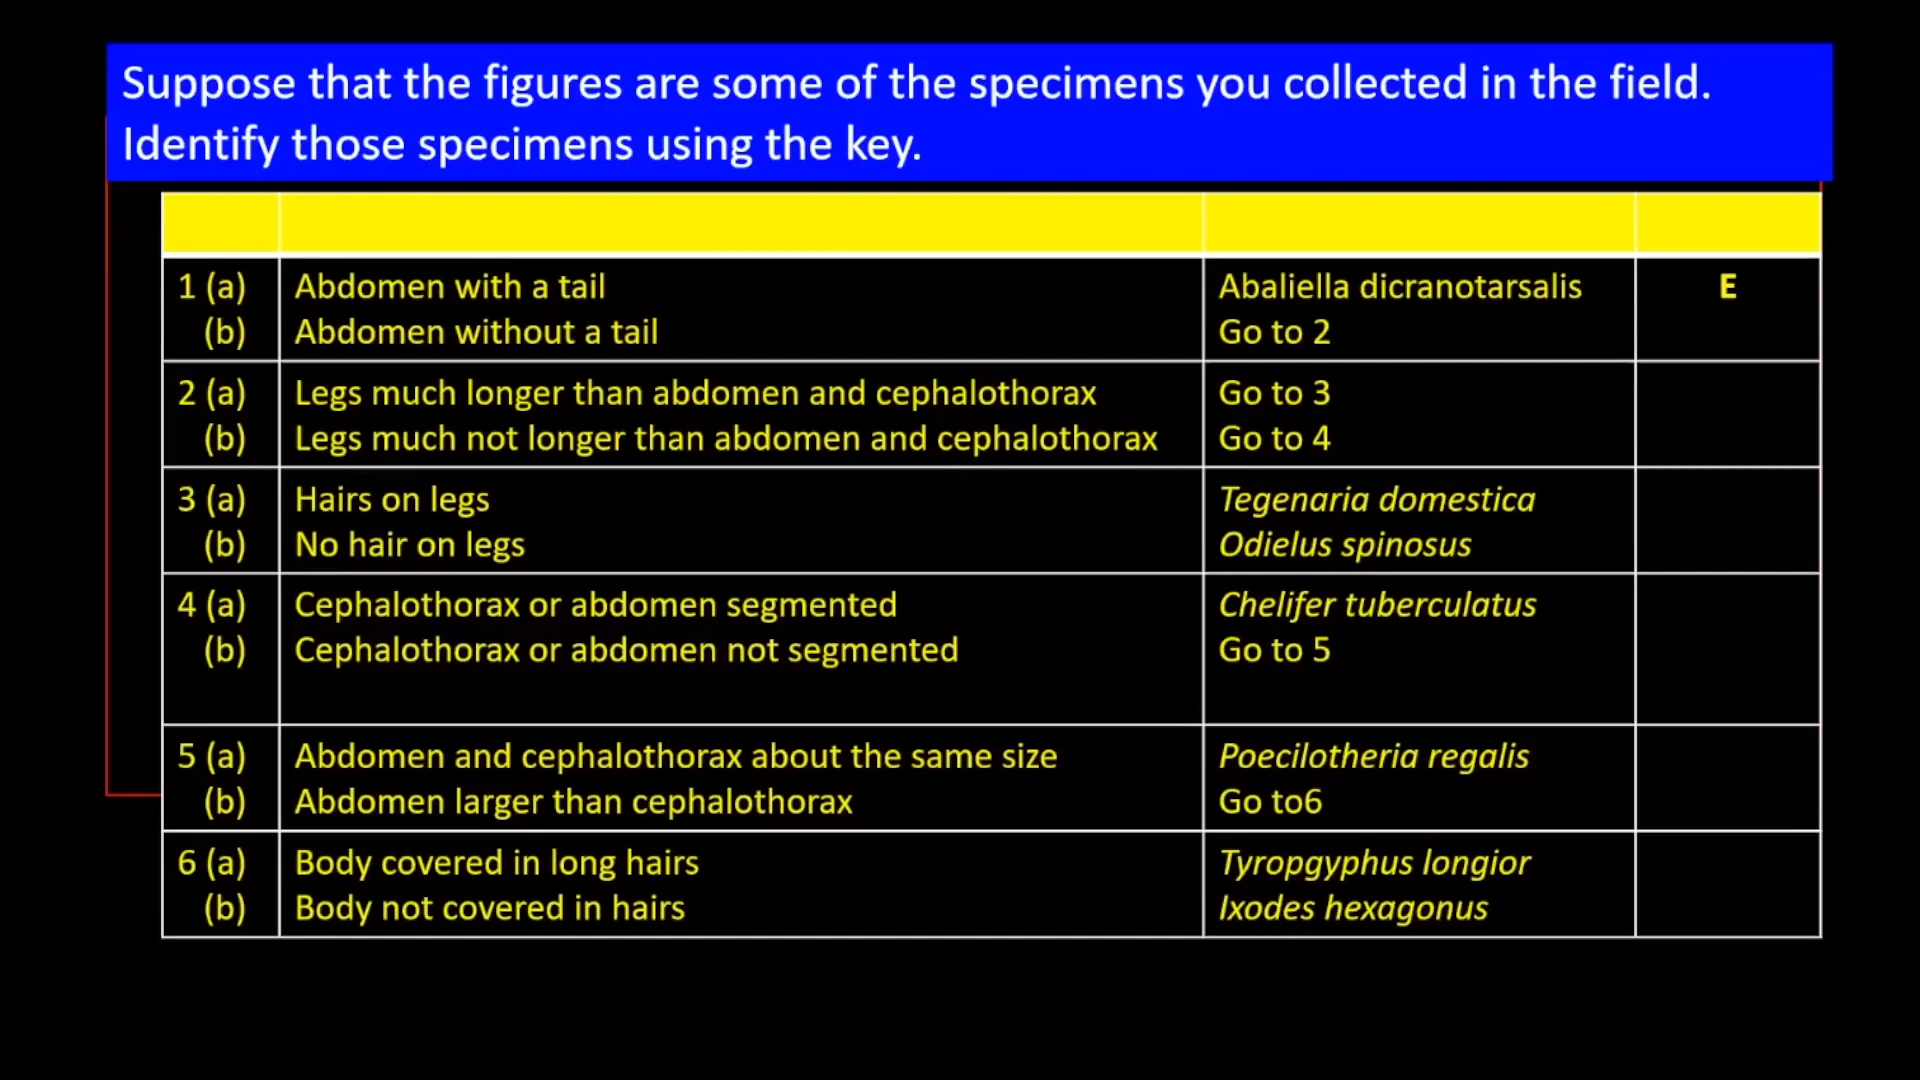 Suppose that the figures are some of the specimens you collected in the field.
Identify those specimens using the key.
1 (a) Abdomen with a tail Abaliella dicranotarsalis E
(b) Abdomen without a tail Go to 2
2 (a) Legs much longer than abdomen and cephalothorax Go to 3
(b) Legs much not longer than abdomen and cephalothorax Go to 4
3 (a) Hairs on legs Tegenaria domestica
(b) No hair on legs Odielus spinosus
4 (a) Cephalothorax or abdomen segmented Chelifer tuberculatus
(b) Cephalothorax or abdomen not segmented Go to 5
5 (a) Abdomen and cephalothorax about the same size Poecilotheria regalis
(b) Abdomen larger than cephalothorax Go to6
6 (a) Body covered in long hairs Tyropgyphus longior
(b) Body not covered in hairs Ixodes hexagonus